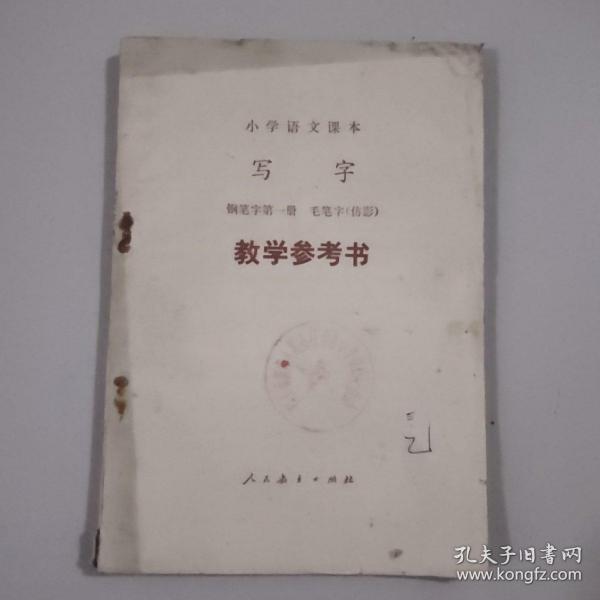 小学语文课本
写 字
钢笔字第一册 毛笔字(仿影)
教学参考书
人民教育出版社
孔夫子旧书网
www.kongfz.com